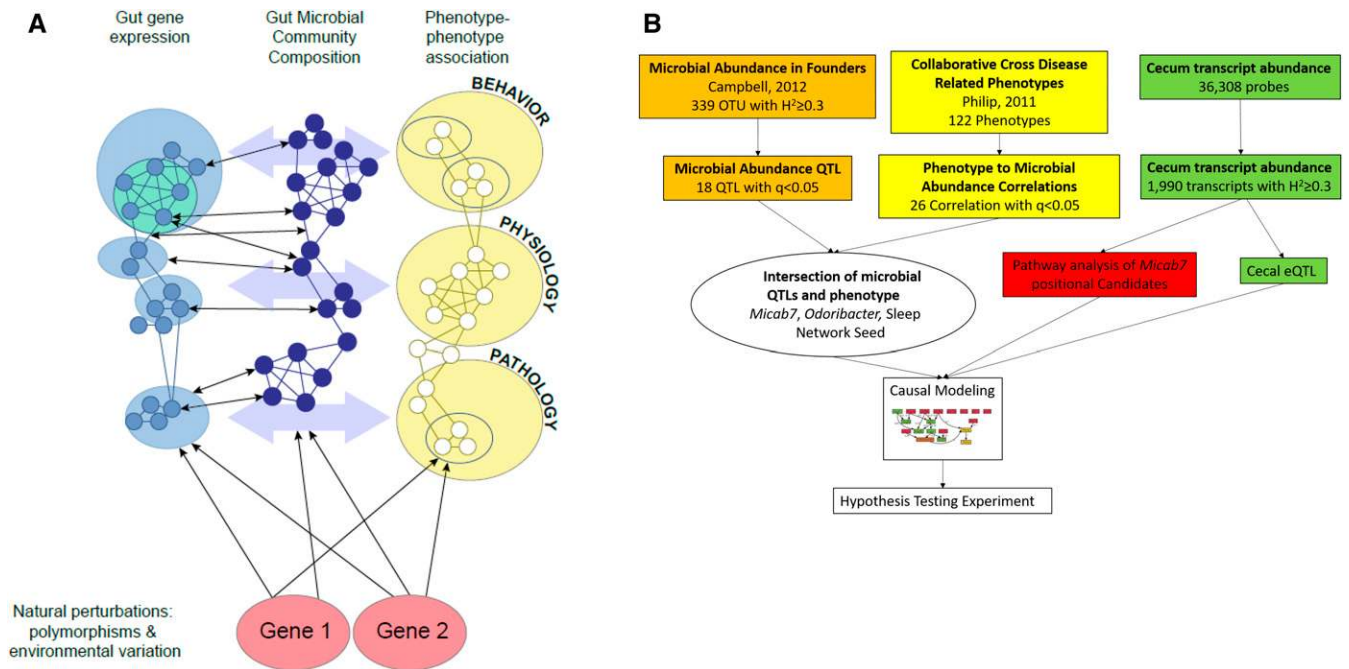 A
Gut gene
expression
Gut Microbial
Community
Composition
Phenotype-
phenotype
association
BEHAVIOR
PHYSIOLOGY
PATHOLOGY
Natural perturbations:
polymorphisms &
environmental variation
Gene 1
Gene 2
B
Microbial Abundance in Founders
Campbell, 2012
339 OTU with H²≥0.3
Collaborative Cross Disease
Related Phenotypes
Philip, 2011
122 Phenotypes
Cecum transcript abundance
36,308 probes
Microbial Abundance QTL
18 QTL with q<0.05
Phenotype to Microbial
Abundance Correlations
26 Correlation with q<0.05
Cecum transcript abundance
1,990 transcripts with H²≥0.3
Intersection of microbial
QTLs and phenotype
Micab7, Odoribacter, Sleep
Network Seed
Pathway analysis of Micab7
positional Candidates
Cecal eQTL
Causal Modeling
Hypothesis Testing Experiment